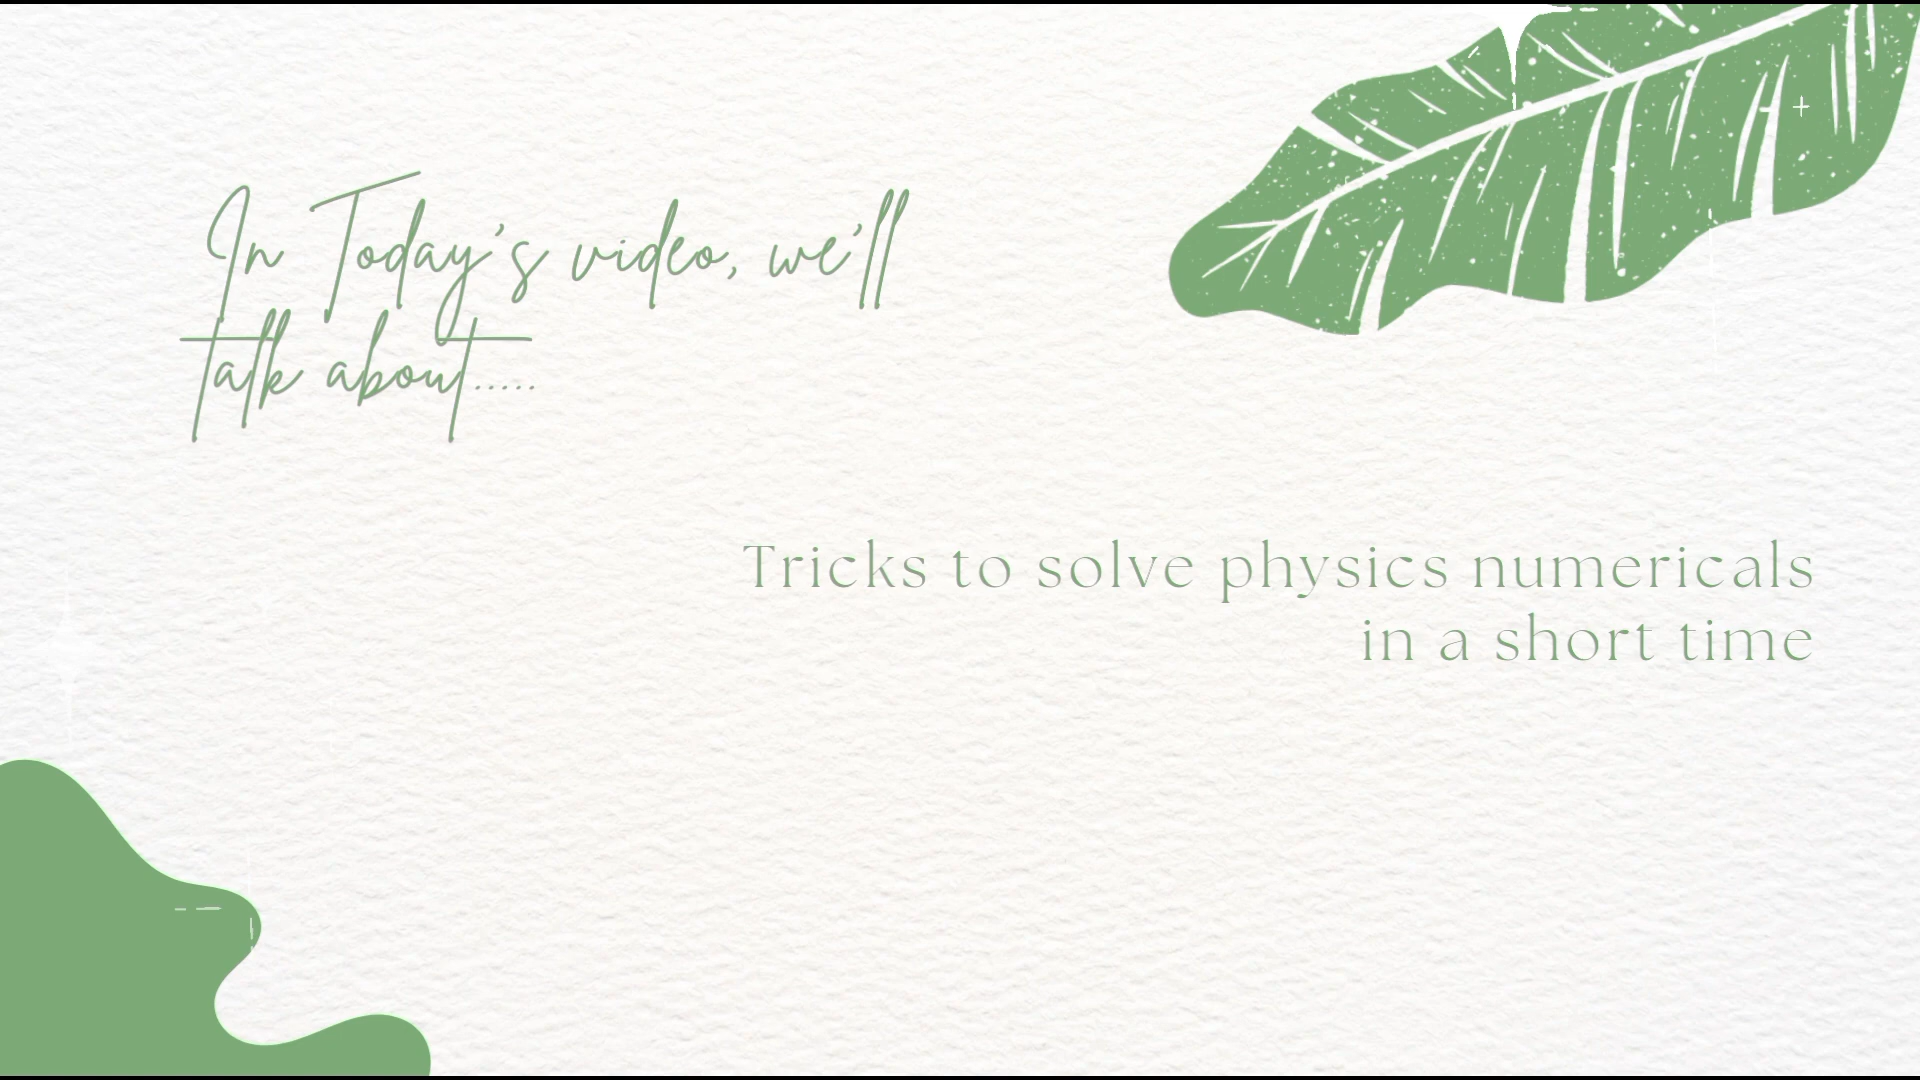 In Today's video, we'll
talk about.....
Tricks to solve physics numericals
in a short time